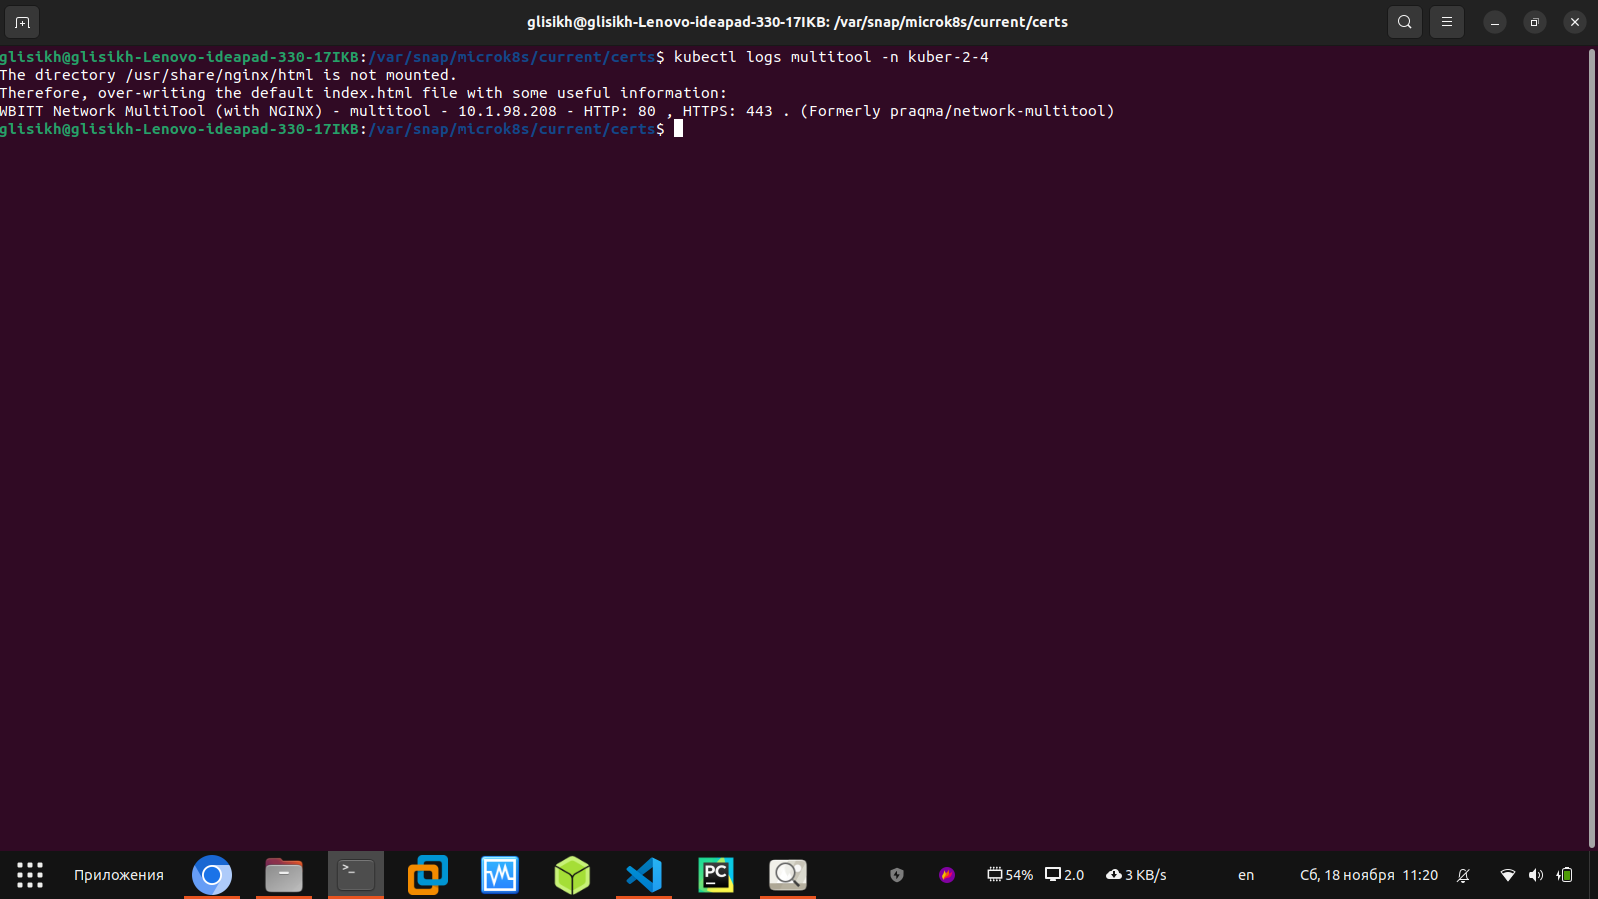 glisikh@glisikh-Lenovo-ideapad-330-17IKB: /var/snap/microk8s/current/certs
glisikh@glisikh-Lenovo-ideapad-330-17IKB:/var/snap/microk8s/current/certs$ kubectl logs multitool -n kuber-2-4
The directory /usr/share/nginx/html is not mounted.
Therefore, over-writing the default index.html file with some useful information:
WBITT Network MultiTool (with NGINX) - multitool - 10.1.98.208 - HTTP: 80 , HTTPS: 443 . (Formerly praqma/network-multitool)
glisikh@glisikh-Lenovo-ideapad-330-17IKB:/var/snap/microk8s/current/certs$
Приложения >_ PC 54% 2.0 3 KB/s en Сб, 18 ноября 11:20